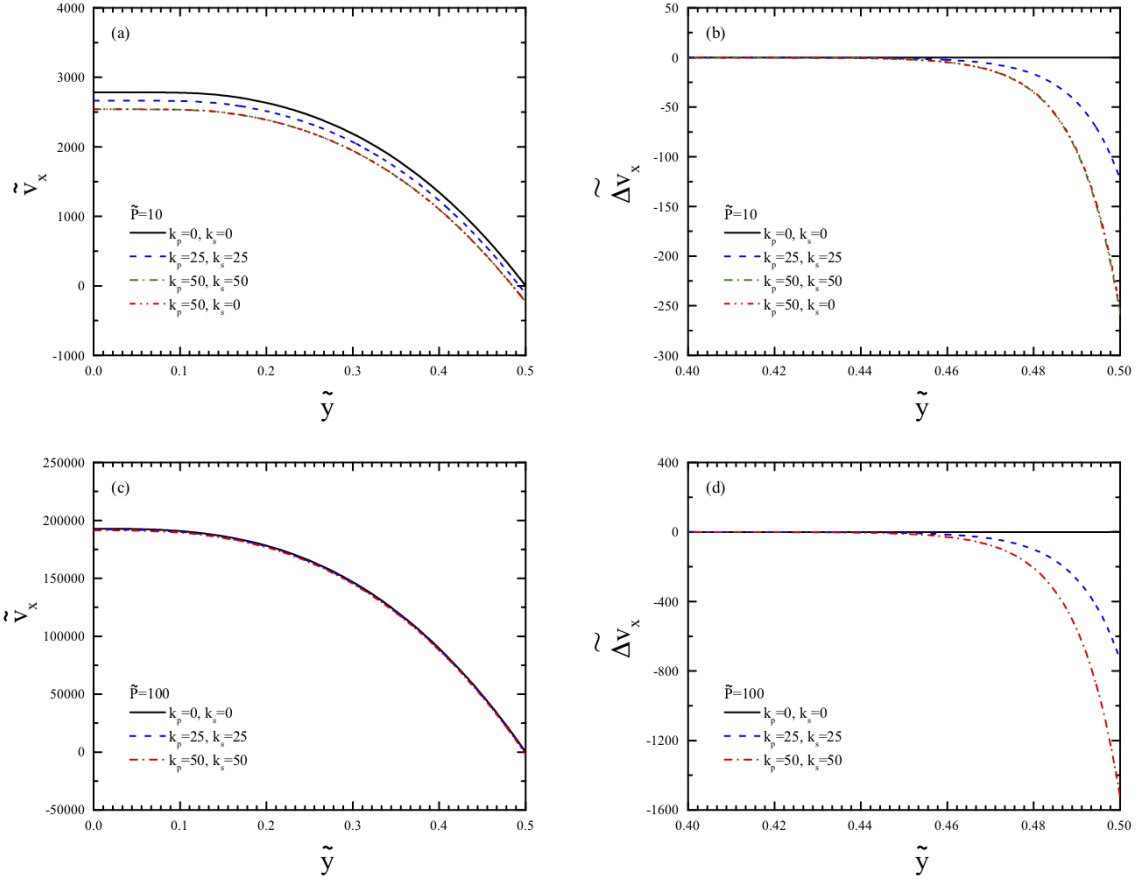 (a)
4000
3000
2000
1000
0
-1000
ṽₓ
P̃=10
kₚ=0, kₛ=0
kₚ=25, kₛ=25
kₚ=50, kₛ=50
kₚ=50, kₛ=0
0.0 0.1 0.2 0.3 0.4 0.5
ỹ
(b)
50
0
-50
-100
-150
-200
-250
-300
Δ̃vₓ
P̃=10
kₚ=0, kₛ=0
kₚ=25, kₛ=25
kₚ=50, kₛ=50
kₚ=50, kₛ=0
0.40 0.42 0.44 0.46 0.48 0.50
ỹ
(c)
250000
200000
150000
100000
50000
0
-50000
ṽₓ
P̃=100
kₚ=0, kₛ=0
kₚ=25, kₛ=25
kₚ=50, kₛ=50
0.0 0.1 0.2 0.3 0.4 0.5
ỹ
(d)
400
0
-400
-800
-1200
-1600
Δ̃vₓ
P̃=100
kₚ=0, kₛ=0
kₚ=25, kₛ=25
kₚ=50, kₛ=50
0.40 0.42 0.44 0.46 0.48 0.50
ỹ